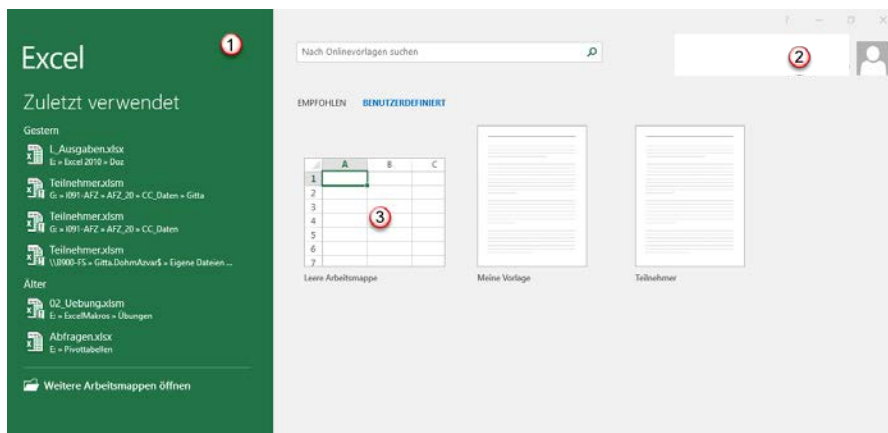 Excel
1
Zuletzt verwendet
Gestern
L_Ausgaben.xlsx
E: » Excel 2010 » Doz
Teilnehmer.xlsm
G: » I091-AFZ » AFZ_20 » CC_Daten » Gitta
Teilnehmer.xlsm
G: » I091-AFZ » AFZ_20 » CC_Daten
Teilnehmer.xlsm
\\0900-FS » Gitta.DohmAzvar$ » Eigene Dateien ...
Älter
02_Uebung.xlsm
E: » ExcelMakros » Übungen
Abfragen.xlsx
E: » Pivottabellen
Weitere Arbeitsmappen öffnen
? – X
Nach Onlinevorlagen suchen
2
EMPFOHLEN BENUTZERDEFINIERT
A B C
1
2
3
4
5
6
7
3
Leere Arbeitsmappe
Meine Vorlage
Teilnehmer